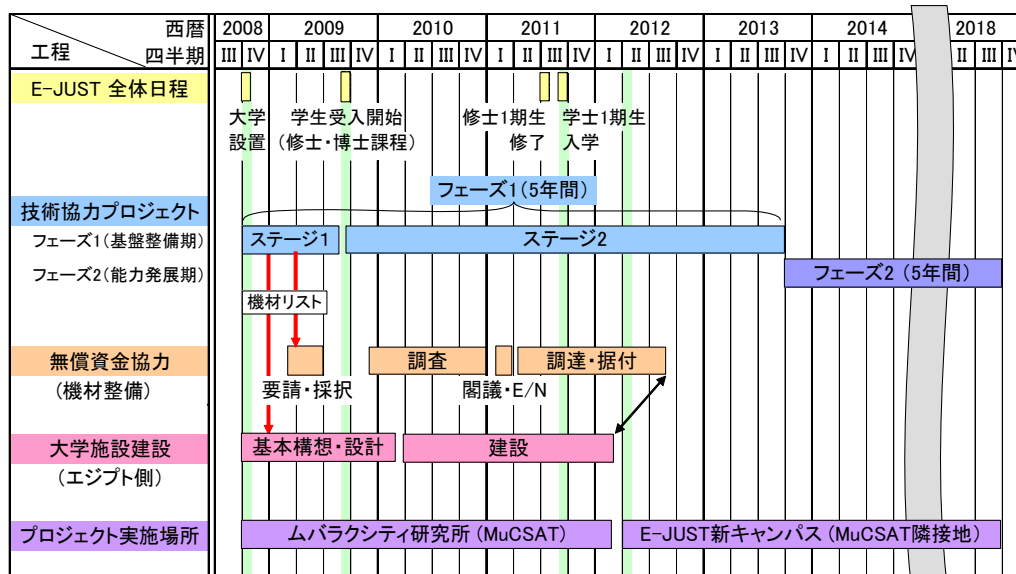 西暦 2008 2009 2010 2011 2012 2013 2014 2018
工程 四半期 Ⅲ Ⅳ Ⅰ Ⅱ Ⅲ Ⅳ Ⅰ Ⅱ Ⅲ Ⅳ Ⅰ Ⅱ Ⅲ Ⅳ Ⅰ Ⅱ Ⅲ Ⅳ Ⅰ Ⅱ Ⅲ Ⅳ Ⅰ Ⅱ Ⅲ Ⅱ Ⅲ Ⅳ
E-JUST 全体日程
大学 学生受入開始 修士1期生 学士1期生
設置 (修士・博士課程) 修了 入学
フェーズ1(5年間)
技術協力プロジェクト
フェーズ1(基盤整備期) ステージ1 ステージ2
フェーズ2(能力発展期) フェーズ2 (5年間)
機材リスト
無償資金協力 調査 調達・据付
(機材整備) 要請・採択 閣議・E/N
大学施設建設 基本構想・設計 建設
(エジプト側)
プロジェクト実施場所 ムバラクシティ研究所 (MuCSAT) E-JUST新キャンパス (MuCSAT隣接地)